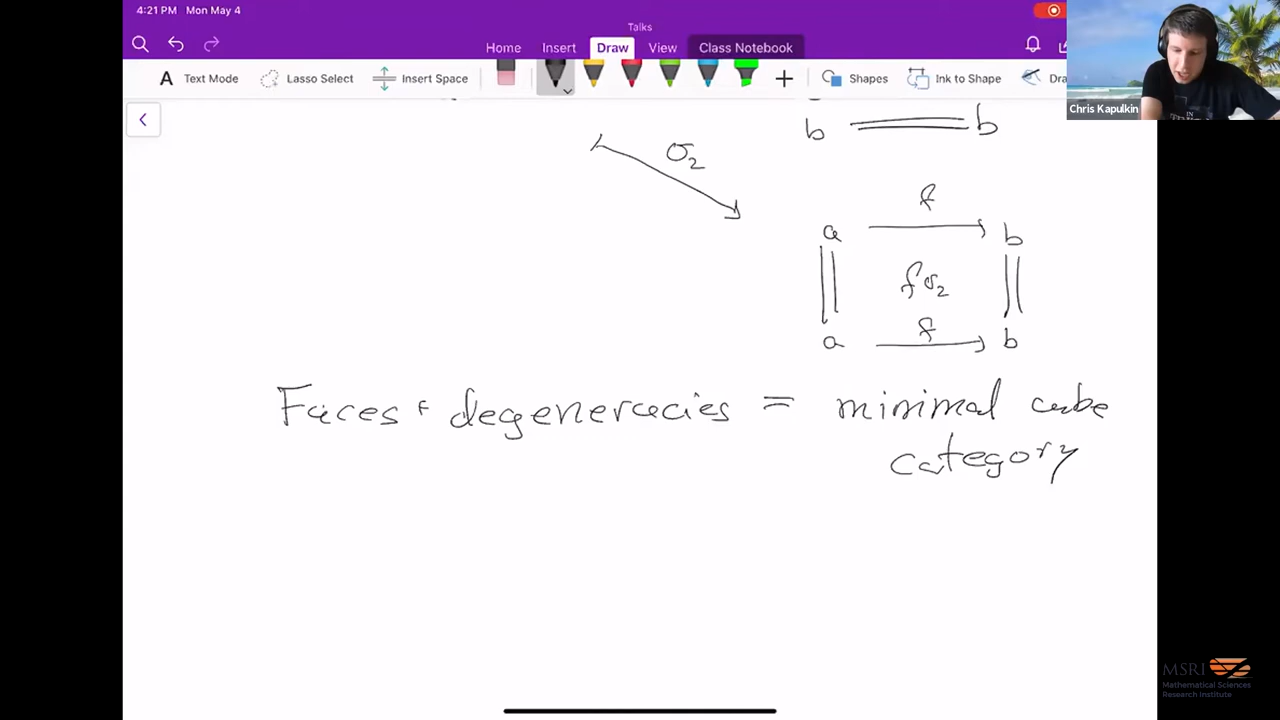 4:21 PM Mon May 4
Talks
Home Insert Draw View Class Notebook
Text Mode Lasso Select Insert Space Shapes Ink to Shape Dra
Chris Kapulkin
b b
σ₂
f
a b
fσ₂
f
a b
Faces + degeneracies = minimal cube
category
MSRI
Mathematical Sciences
Research Institute